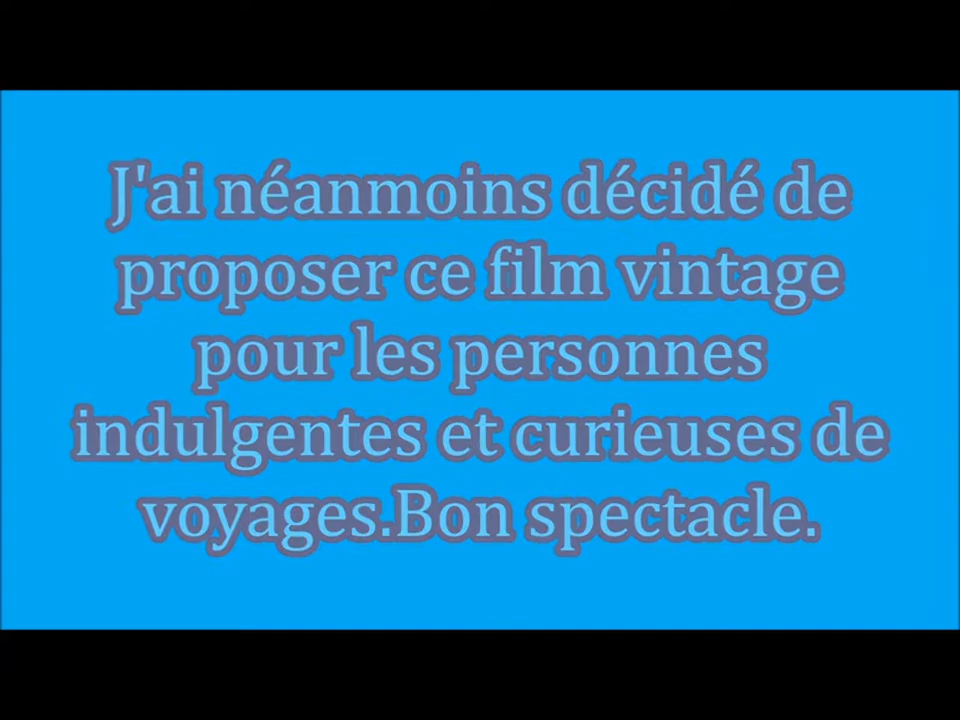 J'ai néanmoins décidé de
proposer ce film vintage
pour les personnes
indulgentes et curieuses de
voyages.Bon spectacle.